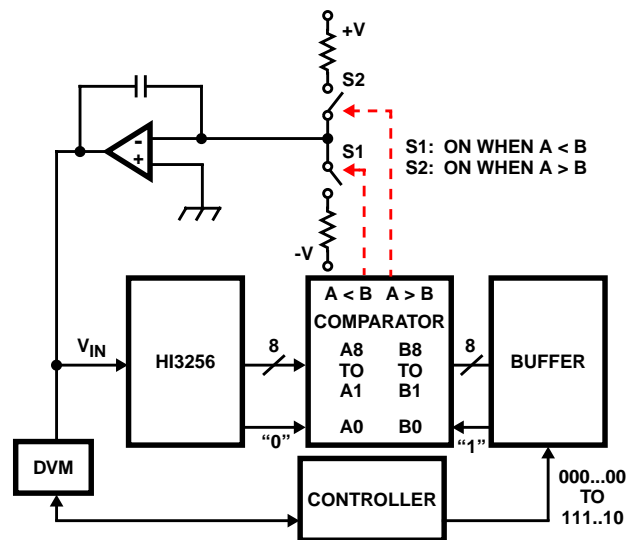 +V
S2
-
+
S1
S1: ON WHEN A < B
S2: ON WHEN A > B
-V
A < B A > B
COMPARATOR
VIN
HI3256
8
A8
TO
A1
B8
TO
B1
8
BUFFER
"0"
A0
B0
"1"
DVM
CONTROLLER
000...00
TO
111..10